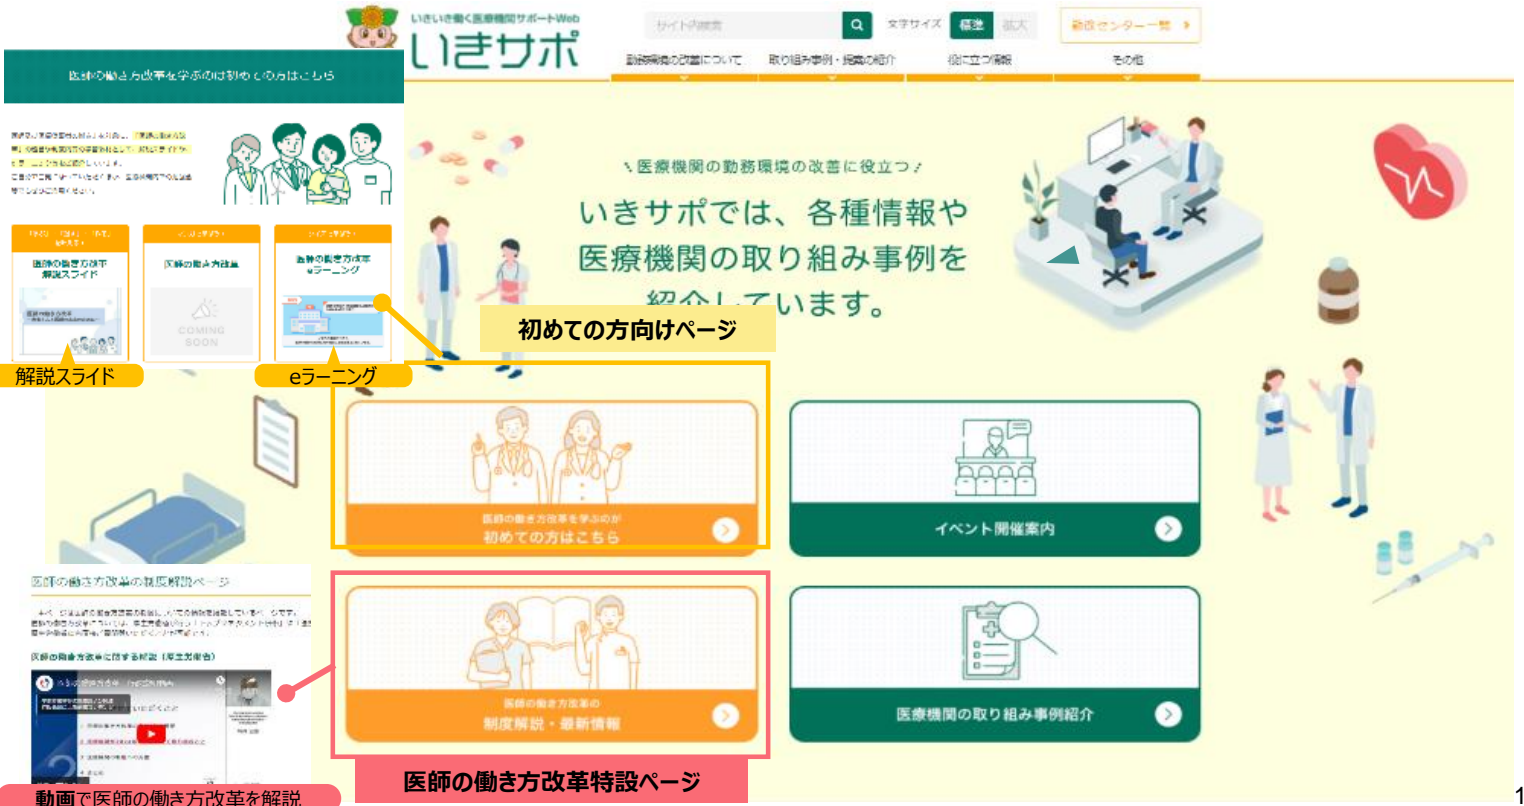 いきいき働く医療機関サポートWeb
いきサポ
サイト内検索
文字サイズ
標準
拡大
勤改センター一覧
勤務環境の改善について
取り組み事例・提案の紹介
役に立つ情報
その他
医師の働き方改革を学ぶのは初めての方はこちら
医師の働き方改革
解説スライド
医師の働き方改革
COMING
SOON
医師の働き方改革
eラーニング
解説スライド
eラーニング
医療機関の勤務環境の改善に役立つ
いきサポでは、各種情報や
医療機関の取り組み事例を
紹介しています。
初めての方向けページ
医師の働き方改革を学ぶのが
初めての方はこちら
イベント開催案内
医師の働き方改革の制度解説ページ
医師の働き方改革に関する解説（厚生労働省）
医師の働き方改革の
制度解説・最新情報
医療機関の取り組み事例紹介
医師の働き方改革特設ページ
動画で医師の働き方改革を解説
1